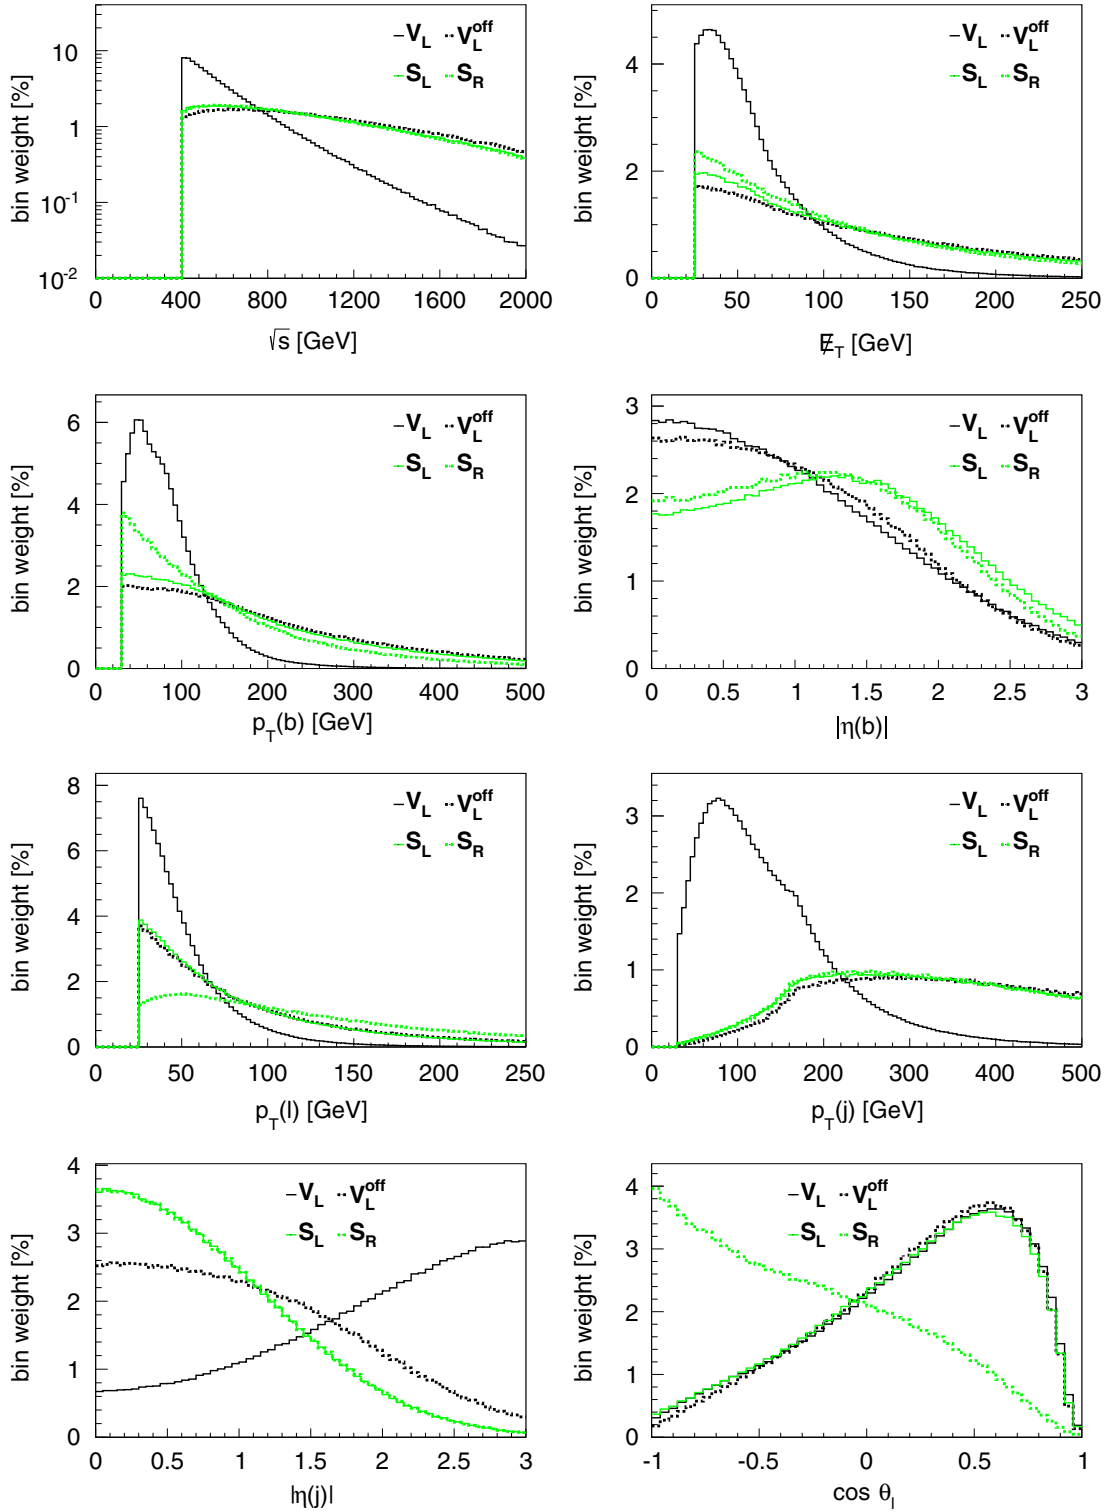 bin weight [%]
V_L V_L^off
S_L S_R
10
1
10^-1
10^-2
0 400 800 1200 1600 2000
√s [GeV]
bin weight [%]
V_L V_L^off
S_L S_R
4
2
0
0 50 100 150 200 250
E̸_T [GeV]
bin weight [%]
V_L V_L^off
S_L S_R
6
4
2
0
0 100 200 300 400 500
p_T(b) [GeV]
bin weight [%]
V_L V_L^off
S_L S_R
3
2
1
0
0 0.5 1 1.5 2 2.5 3
|η(b)|
bin weight [%]
V_L V_L^off
S_L S_R
8
6
4
2
0
0 50 100 150 200 250
p_T(l) [GeV]
bin weight [%]
V_L V_L^off
S_L S_R
3
2
1
0
0 100 200 300 400 500
p_T(j) [GeV]
bin weight [%]
V_L V_L^off
S_L S_R
4
3
2
1
0
0 0.5 1 1.5 2 2.5 3
|η(j)|
bin weight [%]
V_L V_L^off
S_L S_R
4
3
2
1
0
-1 -0.5 0 0.5 1
cos θ_l